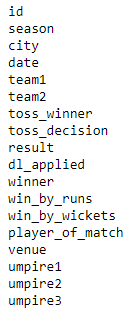 id
season
city
date
team1
team2
toss_winner
toss_decision
result
dl_applied
winner
win_by_runs
win_by_wickets
player_of_match
venue
umpire1
umpire2
umpire3